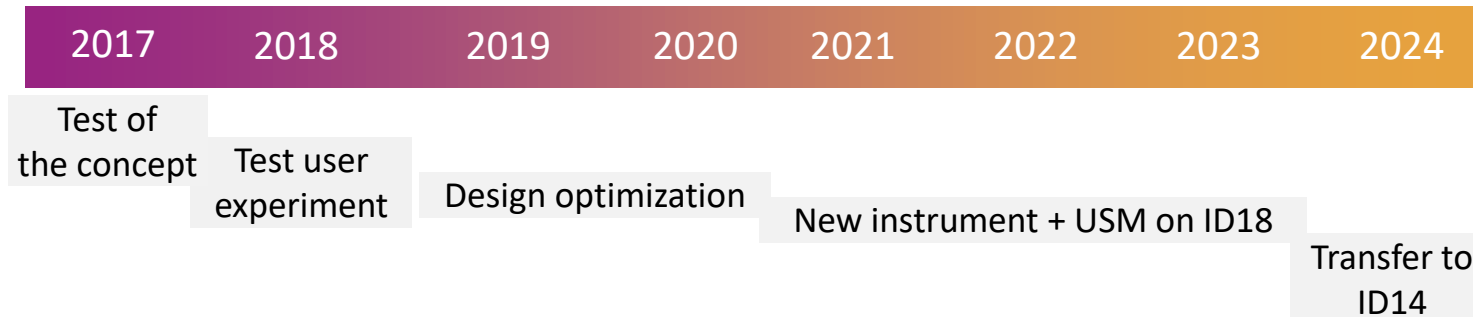 2017 2018 2019 2020 2021 2022 2023 2024
Test of
the concept
Test user
experiment
Design optimization
New instrument + USM on ID18
Transfer to
ID14